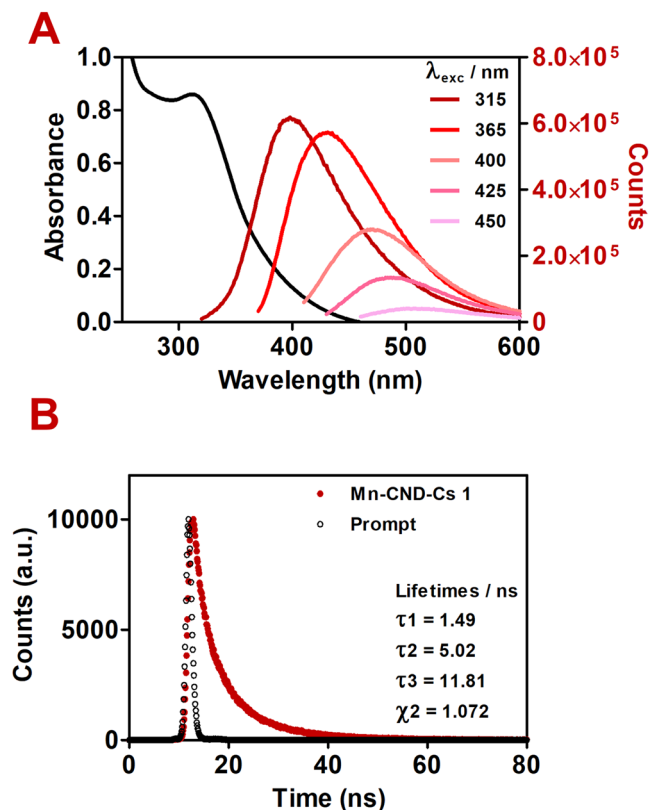 A
1.0
0.8
0.6
0.4
0.2
0.0
Absorbance
300 400 500 600
Wavelength (nm)
8.0×10⁵
6.0×10⁵
4.0×10⁵
2.0×10⁵
0
Counts
λexc / nm
315
365
400
425
450
B
10000
5000
0
Counts (a.u.)
0 20 40 60 80
Time (ns)
Mn-CND-Cs 1
Prompt
Lifetimes / ns
τ1 = 1.49
τ2 = 5.02
τ3 = 11.81
χ2 = 1.072